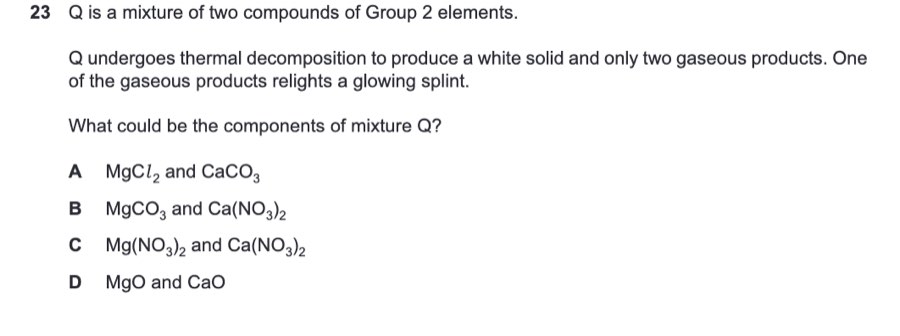 23 Q is a mixture of two compounds of Group 2 elements.
Q undergoes thermal decomposition to produce a white solid and only two gaseous products. One
of the gaseous products relights a glowing splint.
What could be the components of mixture Q?
A MgCl₂ and CaCO₃
B MgCO₃ and Ca(NO₃)₂
C Mg(NO₃)₂ and Ca(NO₃)₂
D MgO and CaO